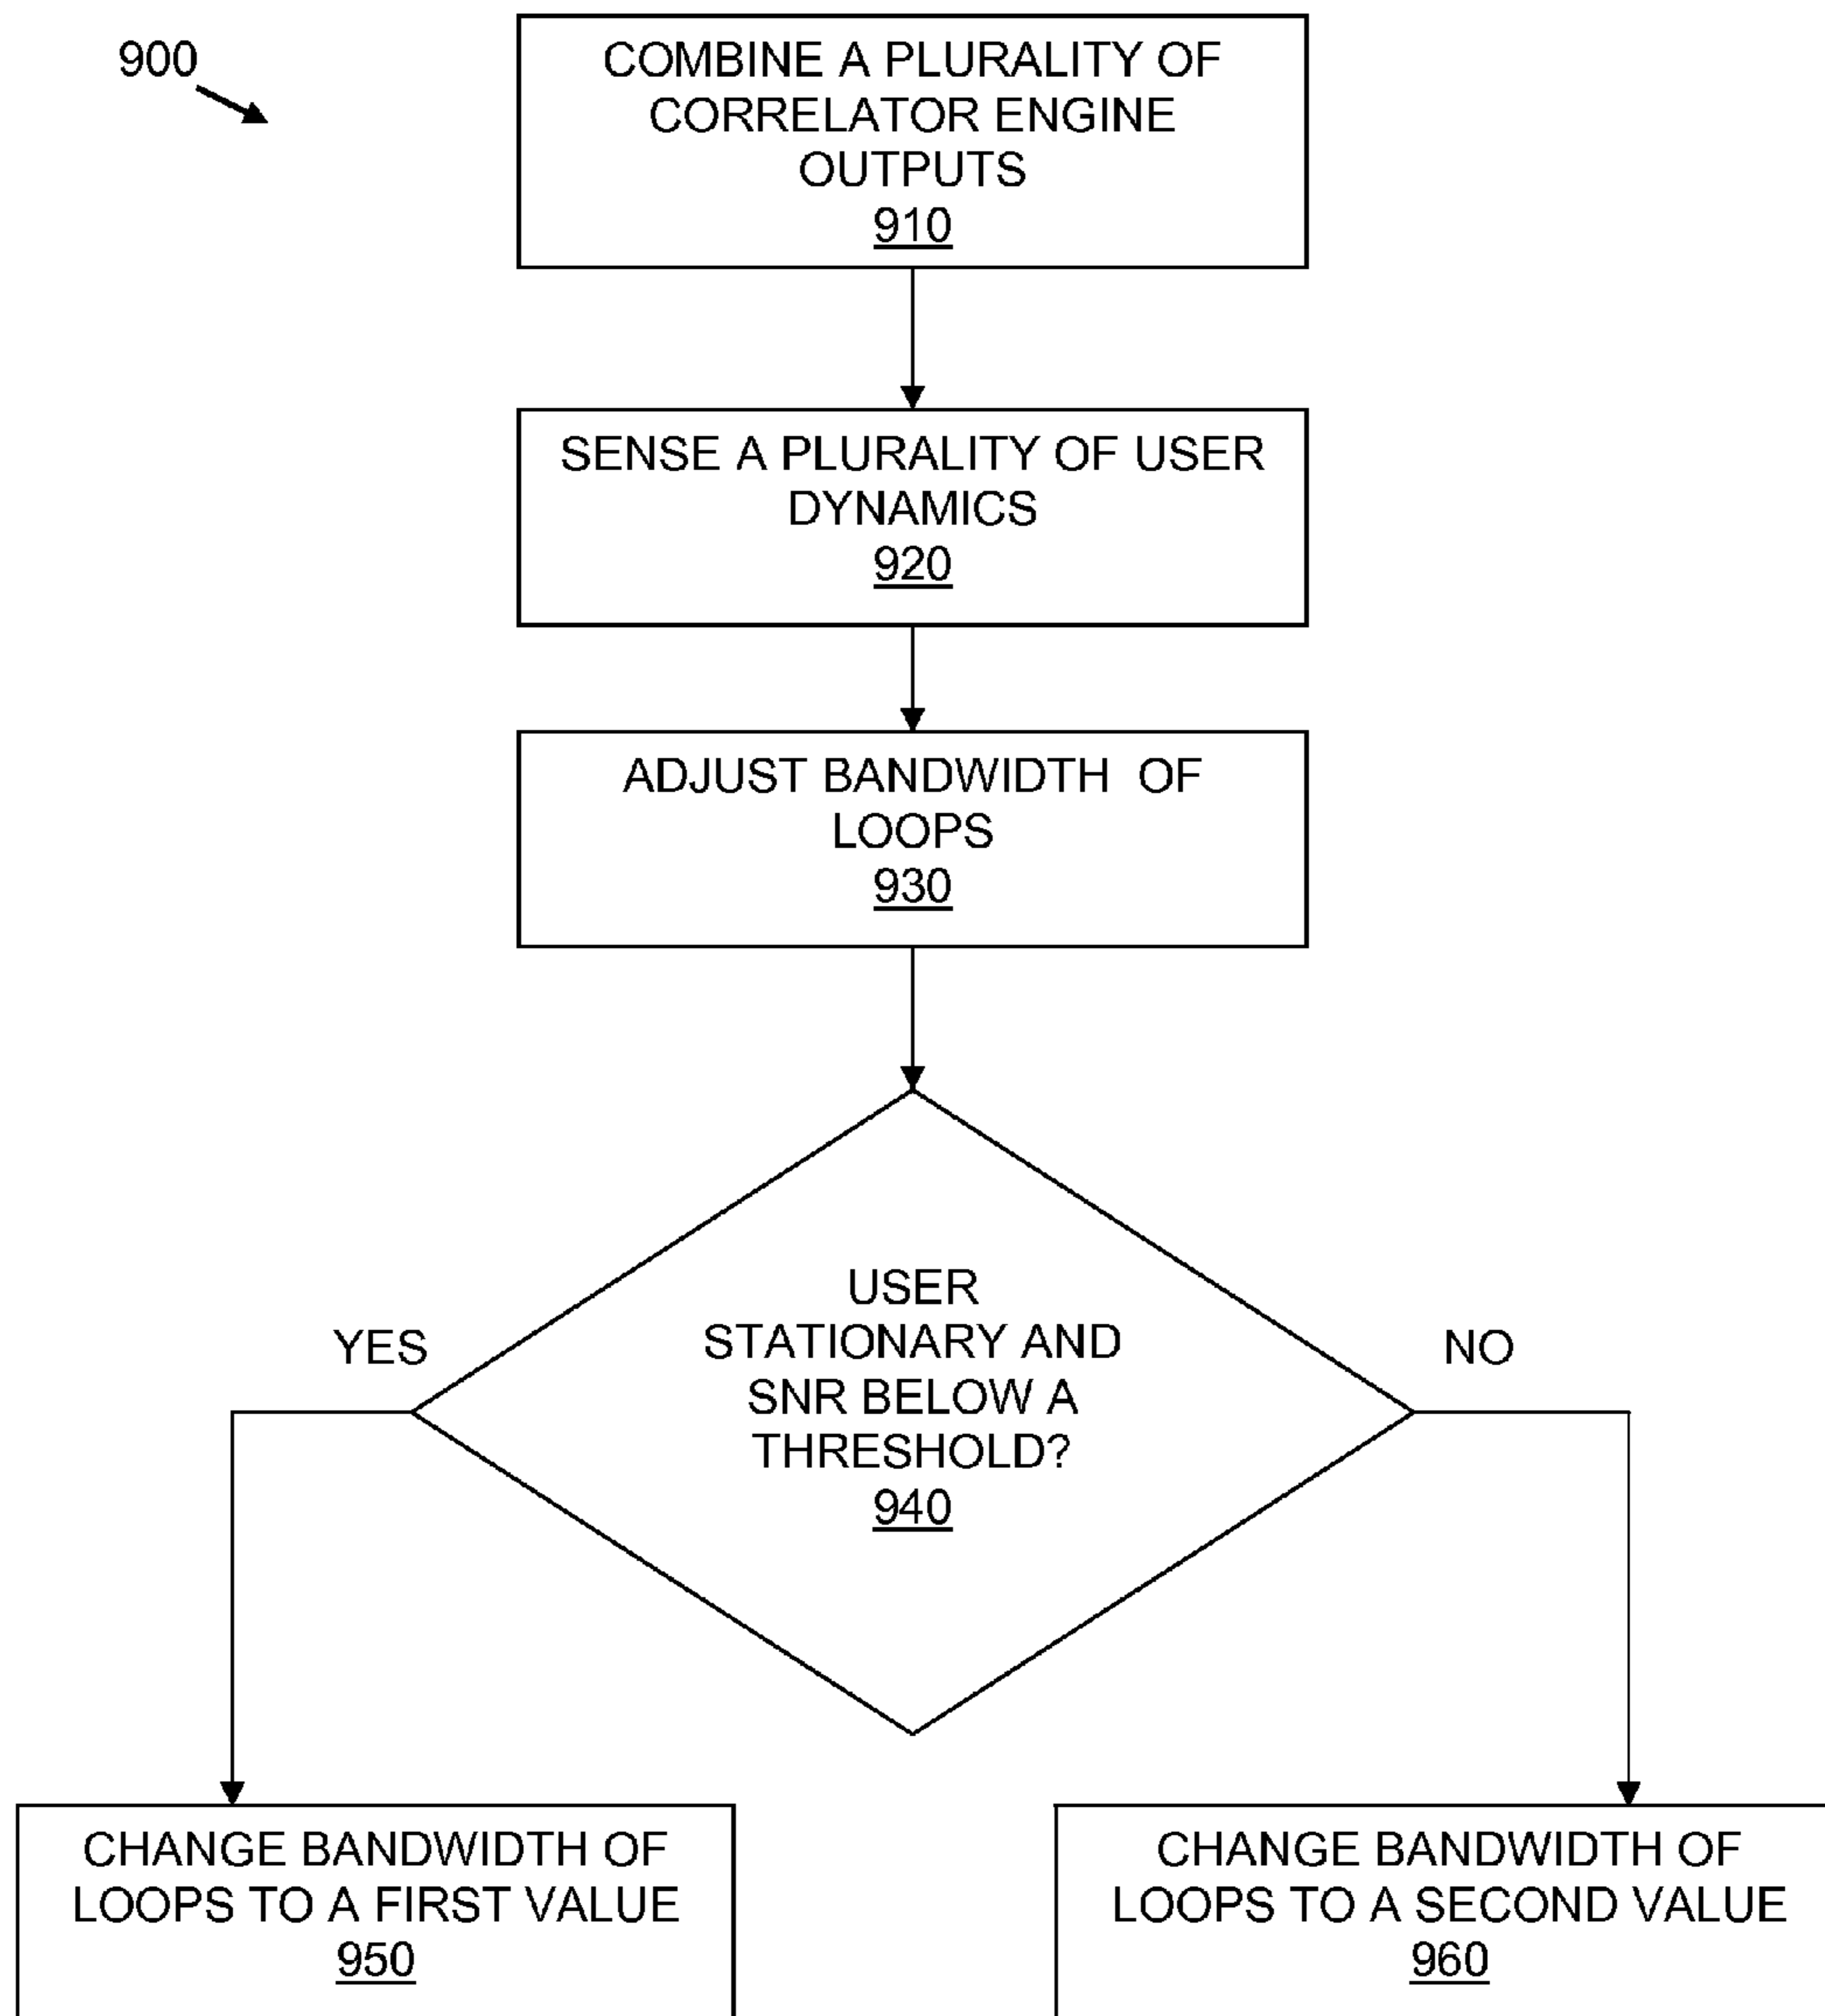 900
COMBINE A PLURALITY OF
CORRELATOR ENGINE
OUTPUTS
910
SENSE A PLURALITY OF USER
DYNAMICS
920
ADJUST BANDWIDTH OF
LOOPS
930
USER
STATIONARY AND
SNR BELOW A
THRESHOLD?
940
YES
NO
CHANGE BANDWIDTH OF
LOOPS TO A FIRST VALUE
950
CHANGE BANDWIDTH OF
LOOPS TO A SECOND VALUE
960